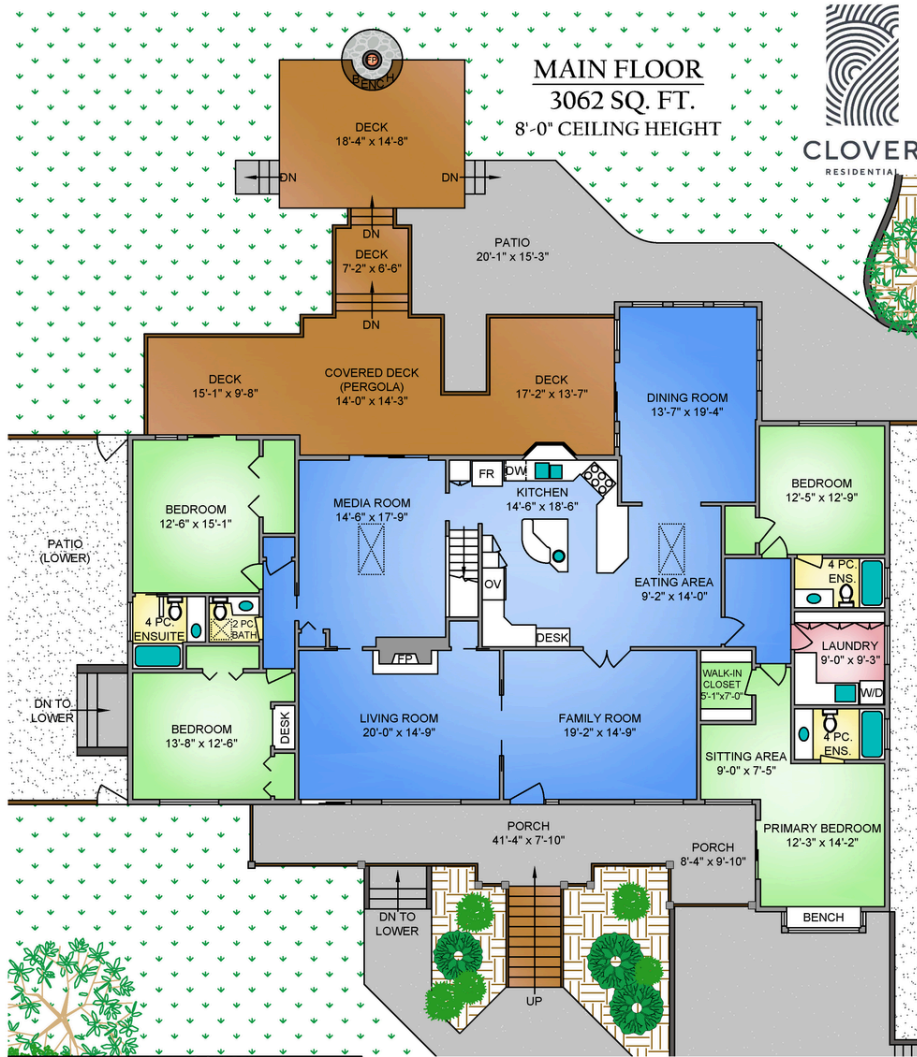 MAIN FLOOR
3062 SQ. FT.
8'-0" CEILING HEIGHT
CLOVER
RESIDENTIAL
FP
BENCH
DECK
18'-4" x 14'-8"
DN
DN
DN
DECK
7'-2" x 6'-6"
DN
PATIO
20'-1" x 15'-3"
DECK
15'-1" x 9'-8"
COVERED DECK
(PERGOLA)
14'-0" x 14'-3"
DECK
17'-2" x 13'-7"
DINING ROOM
13'-7" x 19'-4"
BEDROOM
12'-6" x 15'-1"
MEDIA ROOM
14'-6" x 17'-9"
FR
DW
KITCHEN
14'-6" x 18'-6"
BEDROOM
12'-5" x 12'-9"
PATIO
(LOWER)
OV
EATING AREA
9'-2" x 14'-0"
4 PC.
ENS.
4 PC.
ENSUITE
2 PC.
BATH
DESK
LAUNDRY
9'-0" x 9'-3"
W/D
FP
WALK-IN
CLOSET
5'-1"x7'-0"
DN TO
LOWER
BEDROOM
13'-8" x 12'-6"
DESK
LIVING ROOM
20'-0" x 14'-9"
FAMILY ROOM
19'-2" x 14'-9"
4 PC.
ENS.
SITTING AREA
9'-0" x 7'-5"
PORCH
41'-4" x 7'-10"
PORCH
8'-4" x 9'-10"
PRIMARY BEDROOM
12'-3" x 14'-2"
BENCH
DN TO
LOWER
UP